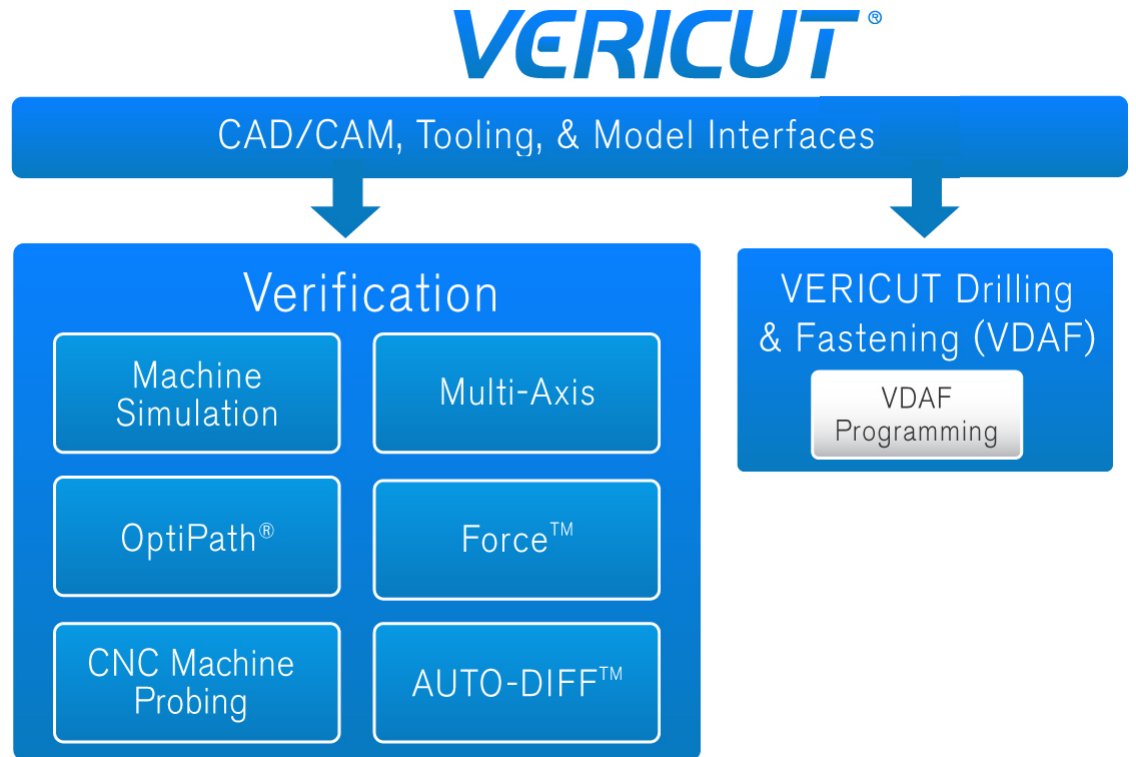 VERICUT®
CAD/CAM, Tooling, & Model Interfaces
Verification
Machine
Simulation
Multi-Axis
OptiPath®
Force™
CNC Machine
Probing
AUTO-DIFF™
VERICUT Drilling
& Fastening (VDAF)
VDAF
Programming